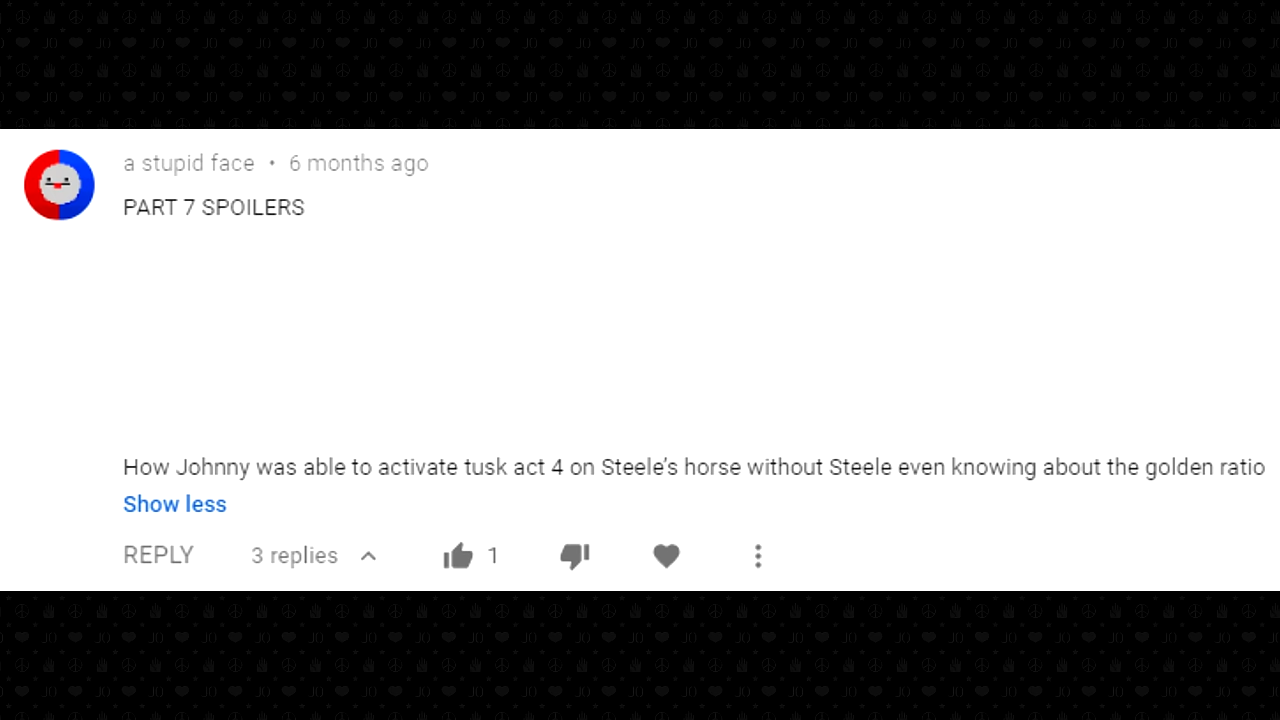 a stupid face • 6 months ago
PART 7 SPOILERS
How Johnny was able to activate tusk act 4 on Steele’s horse without Steele even knowing about the golden ratio
Show less
REPLY 3 replies 1